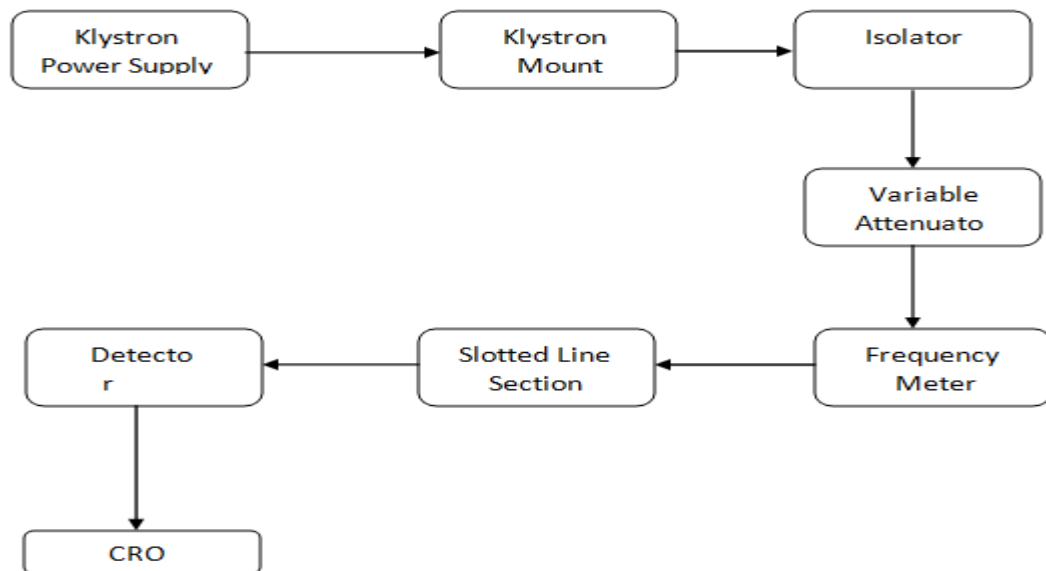 Klystron
Power Supply
Klystron
Mount
Isolator
Variable
Attenuato
Frequency
Meter
Slotted Line
Section
Detecto
r
CRO